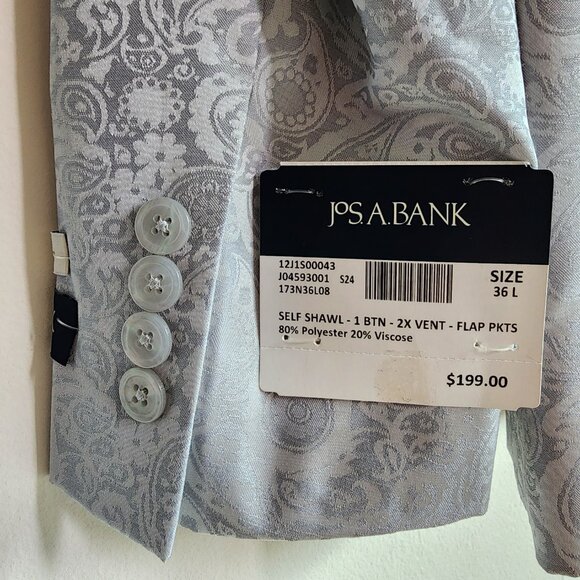 JOS. A. BANK
12J1S00043
J04593001 S24
173N36L08
SIZE
36 L
SELF SHAWL - 1 BTN - 2X VENT - FLAP PKTS
80% Polyester 20% Viscose
$199.00